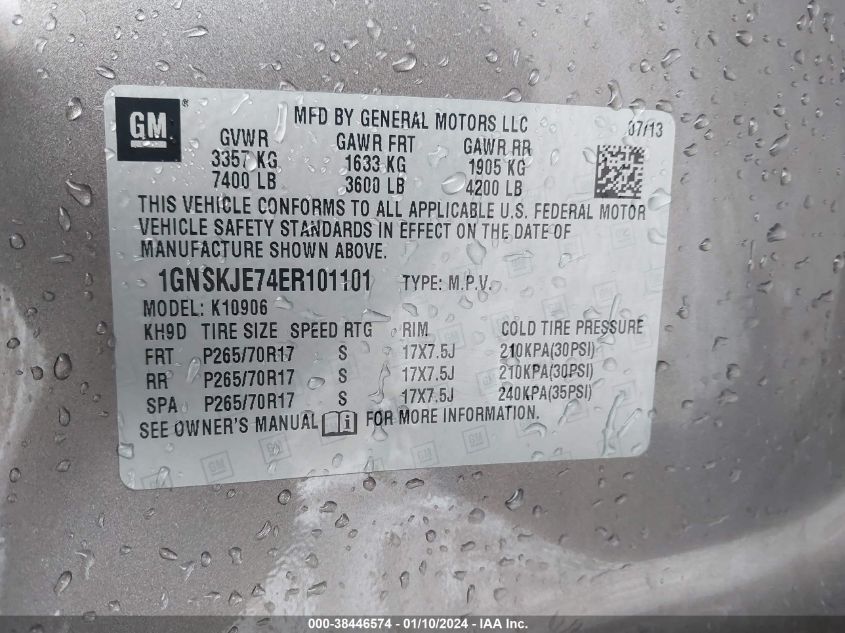 GM ®
MFD BY GENERAL MOTORS LLC 07/13
GVWR GAWR FRT GAWR RR
3357 KG 1633 KG 1905 KG
7400 LB 3600 LB 4200 LB
THIS VEHICLE CONFORMS TO ALL APPLICABLE U.S. FEDERAL MOTOR
VEHICLE SAFETY STANDARDS IN EFFECT ON THE DATE OF
MANUFACTURE SHOWN ABOVE.
1GNSKJE74ER101101 TYPE: M.P.V.
MODEL: K10906
KH9D TIRE SIZE SPEED RTG RIM COLD TIRE PRESSURE
FRT P265/70R17 S 17X7.5J 210KPA(30PSI)
RR P265/70R17 S 17X7.5J 210KPA(30PSI)
SPA P265/70R17 S 17X7.5J 240KPA(35PSI)
SEE OWNER'S MANUAL FOR MORE INFORMATION.
000-38446574 - 01/10/2024 - IAA Inc.